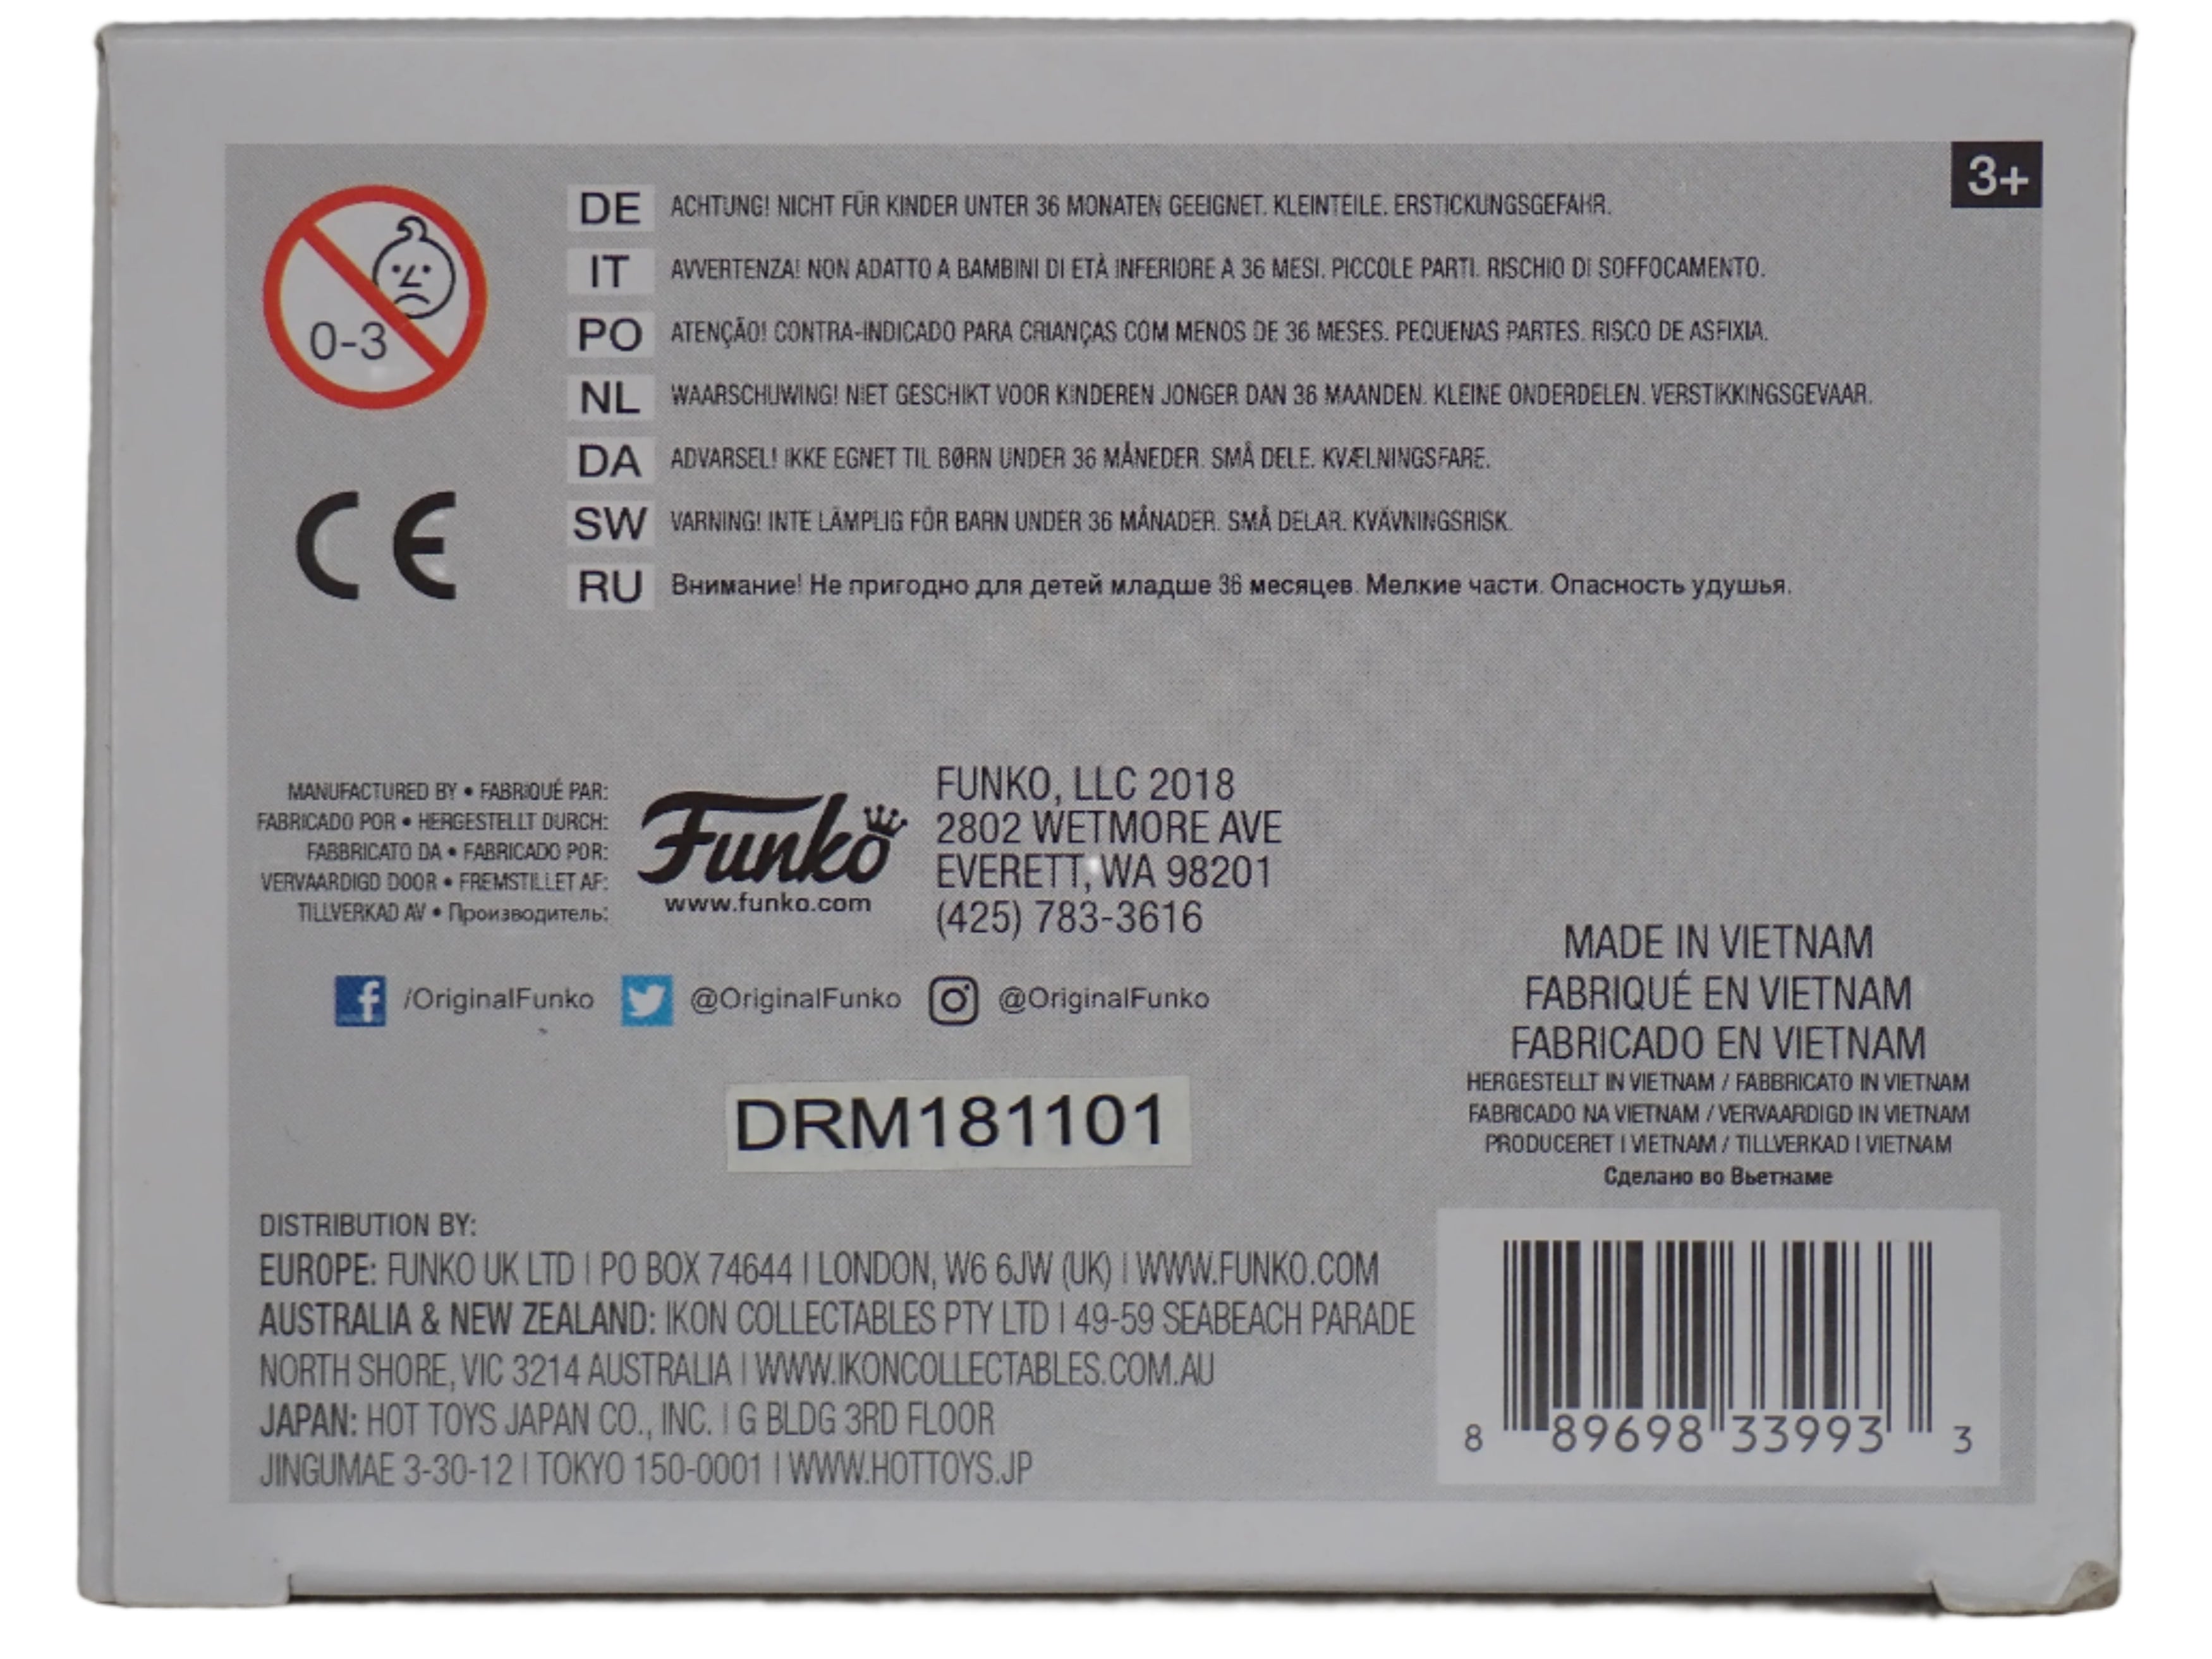 3+
0-3
DE ACHTUNG! NICHT FÜR KINDER UNTER 36 MONATEN GEEIGNET. KLEINTEILE. ERSTICKUNGSGEFAHR.
IT AVVERTENZA! NON ADATTO A BAMBINI DI ETÀ INFERIORE A 36 MESI. PICCOLE PARTI. RISCHIO DI SOFFOCAMENTO.
PO ATENÇÃO! CONTRA-INDICADO PARA CRIANÇAS COM MENOS DE 36 MESES. PEQUENAS PARTES. RISCO DE ASFIXIA.
NL WAARSCHUWING! NIET GESCHIKT VOOR KINDEREN JONGER DAN 36 MAANDEN. KLEINE ONDERDELEN. VERSTIKKINGSGEVAAR.
DA ADVARSEL! IKKE EGNET TIL BØRN UNDER 36 MÅNEDER. SMÅ DELE. KVÆLNINGSFARE.
SW VARNING! INTE LÄMPLIG FÖR BARN UNDER 36 MÅNADER. SMÅ DELAR. KVÄVNINGSRISK.
RU Внимание! Не пригодно для детей младше 36 месяцев. Мелкие части. Опасность удушья.
CE
MANUFACTURED BY • FABRIQUÉ PAR:
FABRICADO POR • HERGESTELLT DURCH:
FABBRICATO DA • FABRICADO POR:
VERVAARDIGD DOOR • FREMSTILLET AF:
TILLVERKAD AV • Производитель:
Funko
www.funko.com
FUNKO, LLC 2018
2802 WETMORE AVE
EVERETT, WA 98201
(425) 783-3616
f /OriginalFunko @OriginalFunko @OriginalFunko
DRM181101
MADE IN VIETNAM
FABRIQUÉ EN VIETNAM
FABRICADO EN VIETNAM
HERGESTELLT IN VIETNAM / FABBRICATO IN VIETNAM
FABRICADO NA VIETNAM / VERVAARDIGD IN VIETNAM
PRODUCERET I VIETNAM / TILLVERKAD I VIETNAM
Сделано во Вьетнаме
DISTRIBUTION BY:
EUROPE: FUNKO UK LTD | PO BOX 74644 | LONDON, W6 6JW (UK) | WWW.FUNKO.COM
AUSTRALIA & NEW ZEALAND: IKON COLLECTABLES PTY LTD | 49-59 SEABEACH PARADE
NORTH SHORE, VIC 3214 AUSTRALIA | WWW.IKONCOLLECTABLES.COM.AU
JAPAN: HOT TOYS JAPAN CO., INC. | G BLDG 3RD FLOOR
JINGUMAE 3-30-12 | TOKYO 150-0001 | WWW.HOTTOYS.JP
8 89698 33993 3